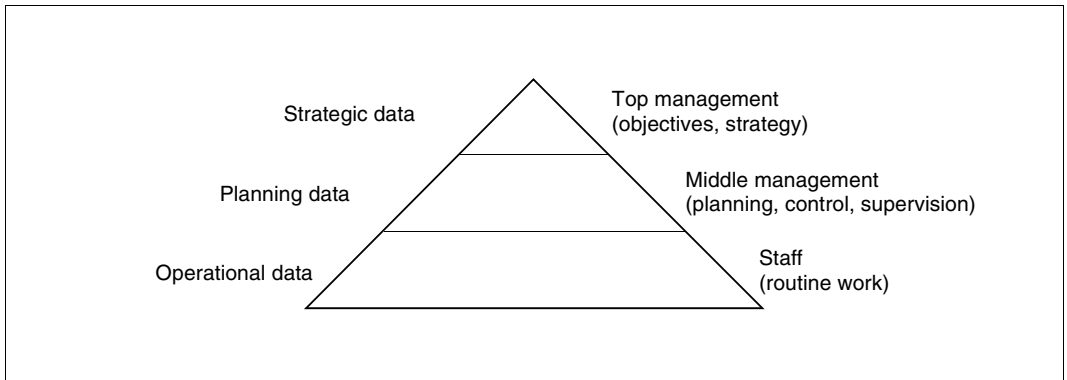 Strategic data
Top management
(objectives, strategy)
Planning data
Middle management
(planning, control, supervision)
Operational data
Staff
(routine work)